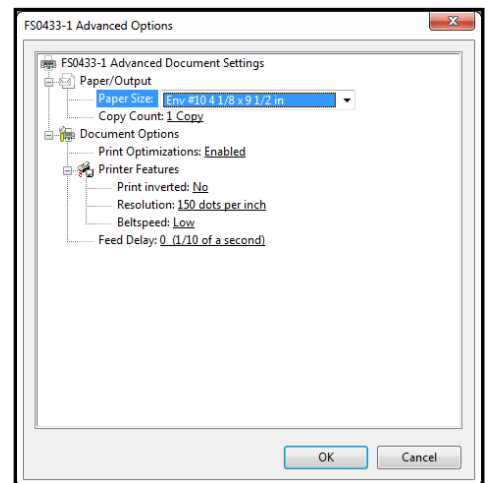 FS0433-1 Advanced Options
FS0433-1 Advanced Document Settings
Paper/Output
Paper Size: Env #10 4 1/8 x 9 1/2 in
Copy Count: 1 Copy
Document Options
Print Optimizations: Enabled
Printer Features
Print inverted: No
Resolution: 150 dots per inch
Beltspeed: Low
Feed Delay: 0 (1/10 of a second)
OK Cancel